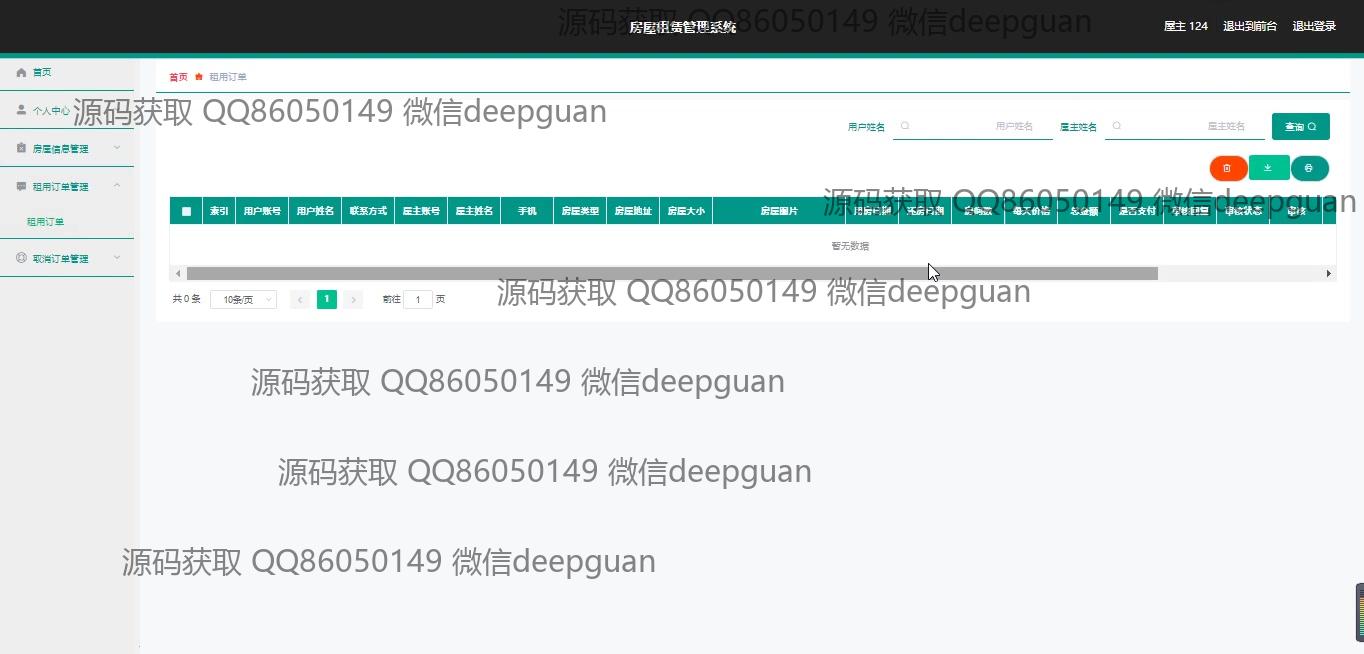 房屋租赁管理系统
源码获取 QQ86050149 微信deepguan
屋主 124 退出到前台 退出登录
首页
首页 租用订单
个人中心
源码获取 QQ86050149 微信deepguan
用户姓名 用户姓名 屋主姓名 屋主姓名 查询
房屋信息管理
租用订单管理
源码获取 QQ86050149 微信deepguan
索引 用户账号 用户姓名 联系方式 屋主账号 屋主姓名 手机 房屋类型 房屋地址 房屋大小 房屋图片 每天价格 总金额 是否支付 审核回复 审核状态 审核
租用订单
暂无数据
取消订单管理
共 0 条 10条/页 1 前往 1 页
源码获取 QQ86050149 微信deepguan
源码获取 QQ86050149 微信deepguan
源码获取 QQ86050149 微信deepguan
源码获取 QQ86050149 微信deepguan